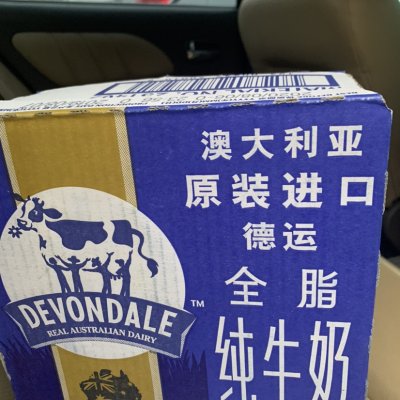 澳大利亚
原装进口
德运
全脂
纯牛奶
DEVONDALE
™
REAL AUSTRALIAN DAIRY